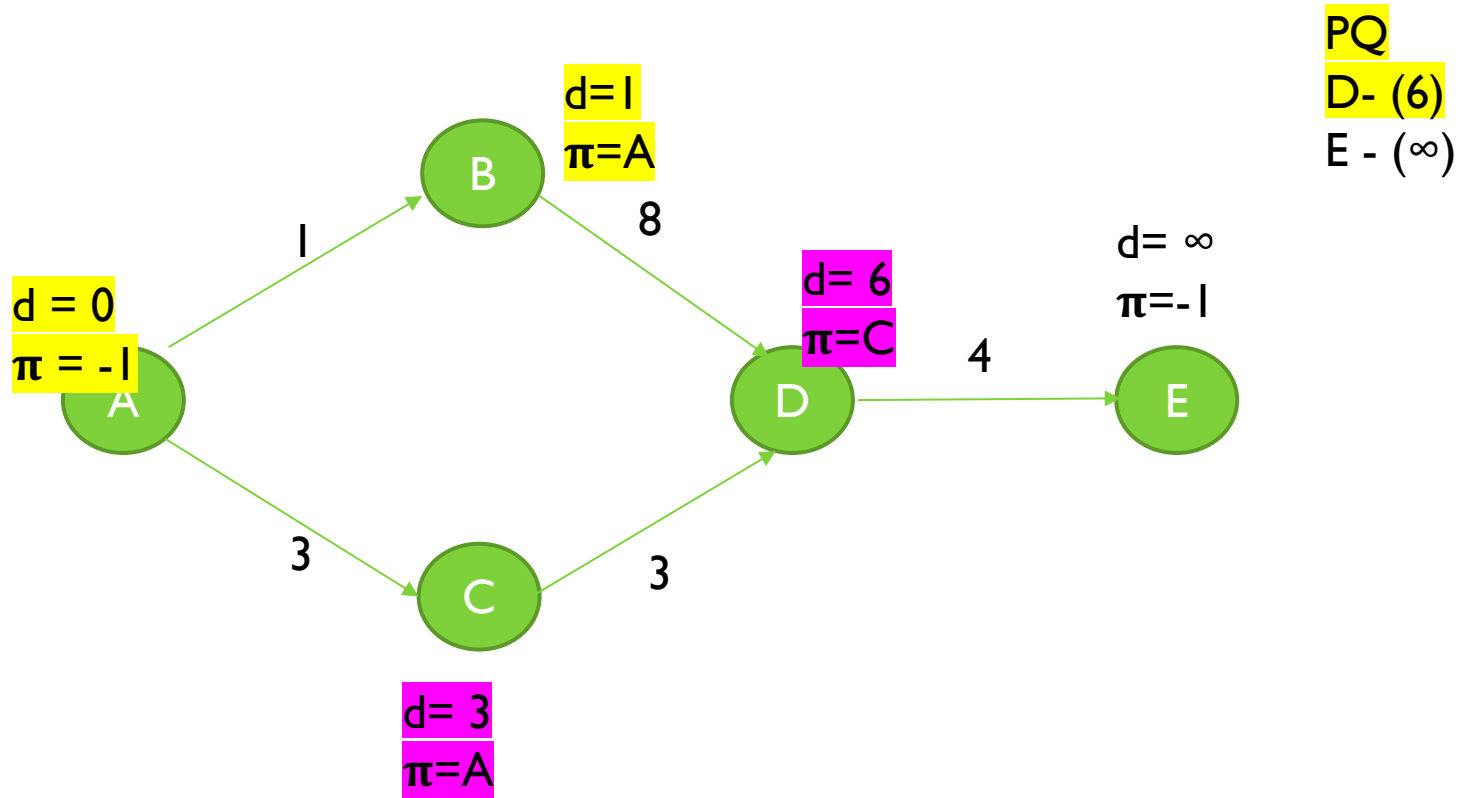 PQ
D- (6)
E - (∞)
d=1
π=A
B
8
1
d= ∞
π=-1
d = 0
π = -1
A
d= 6
π=C
D
4
E
3
C
3
d= 3
π=A